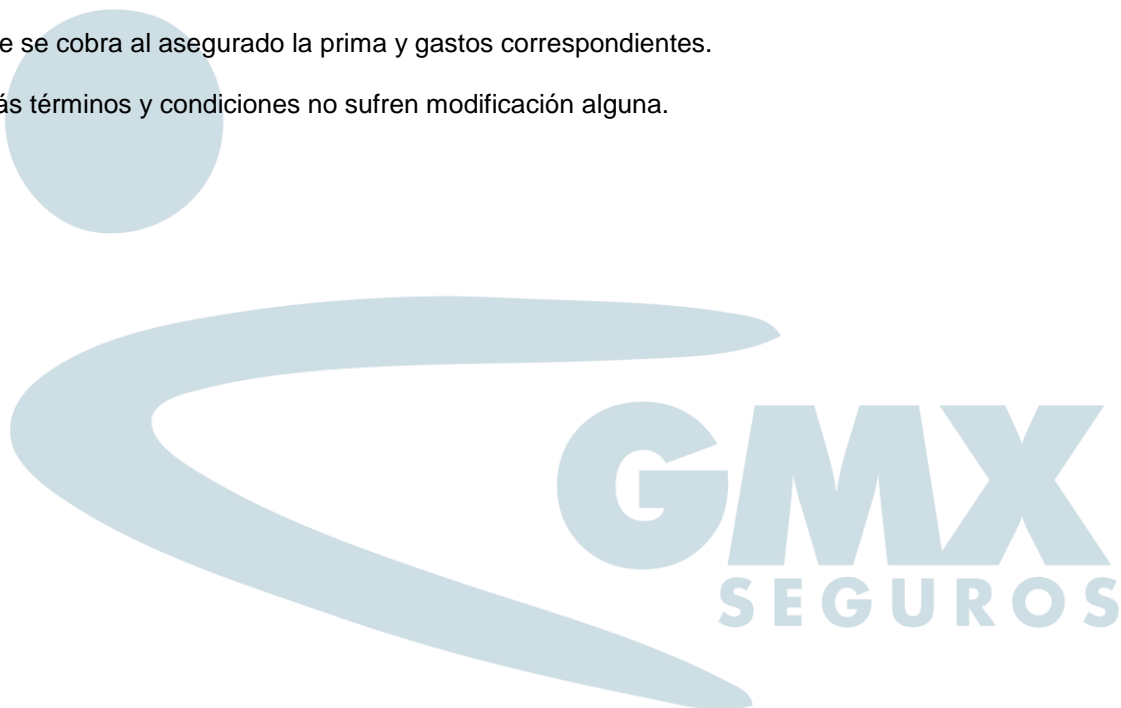 e se cobra al asegurado la prima y gastos correspondientes.
ás términos y condiciones no sufren modificación alguna.
GMX
SEGUROS